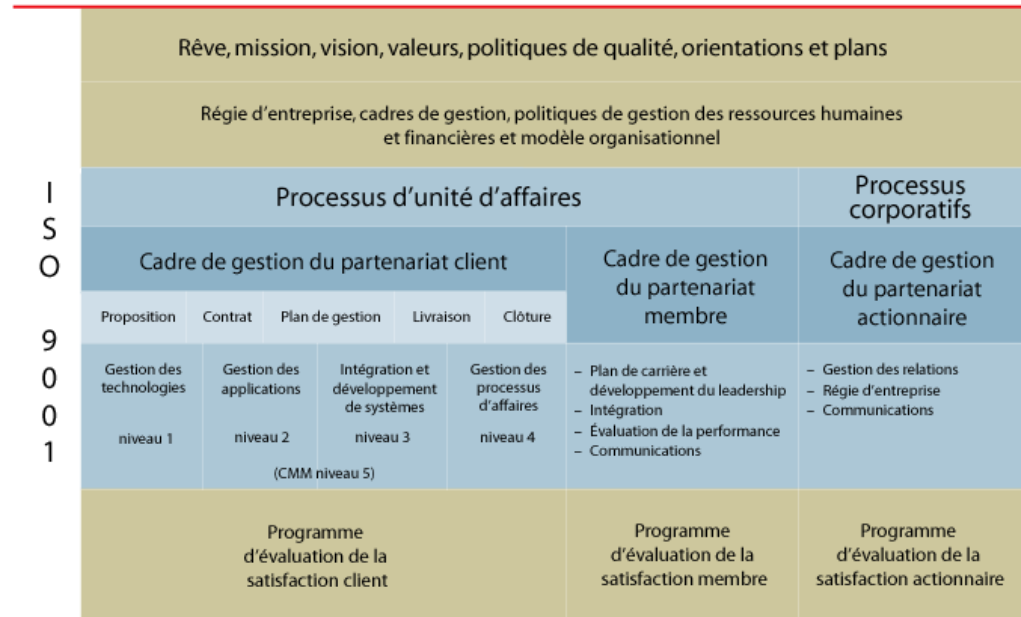 Rêve, mission, vision, valeurs, politiques de qualité, orientations et plans
Régie d'entreprise, cadres de gestion, politiques de gestion des ressources humaines
et financières et modèle organisationnel
ISO 9001
Processus d'unité d'affaires
Processus
corporatifs
Cadre de gestion du partenariat client
Cadre de gestion
du partenariat
membre
Cadre de gestion
du partenariat
actionnaire
Proposition
Contrat
Plan de gestion
Livraison
Clôture
Gestion des
technologies
niveau 1
Gestion des
applications
niveau 2
Intégration et
développement
de systèmes
niveau 3
Gestion des
processus
d'affaires
niveau 4
(CMM niveau 5)
– Plan de carrière et
développement du leadership
– Intégration
– Évaluation de la performance
– Communications
– Gestion des relations
– Régie d'entreprise
– Communications
Programme
d'évaluation de la
satisfaction client
Programme
d'évaluation de la
satisfaction membre
Programme
d'évaluation de la
satisfaction actionnaire